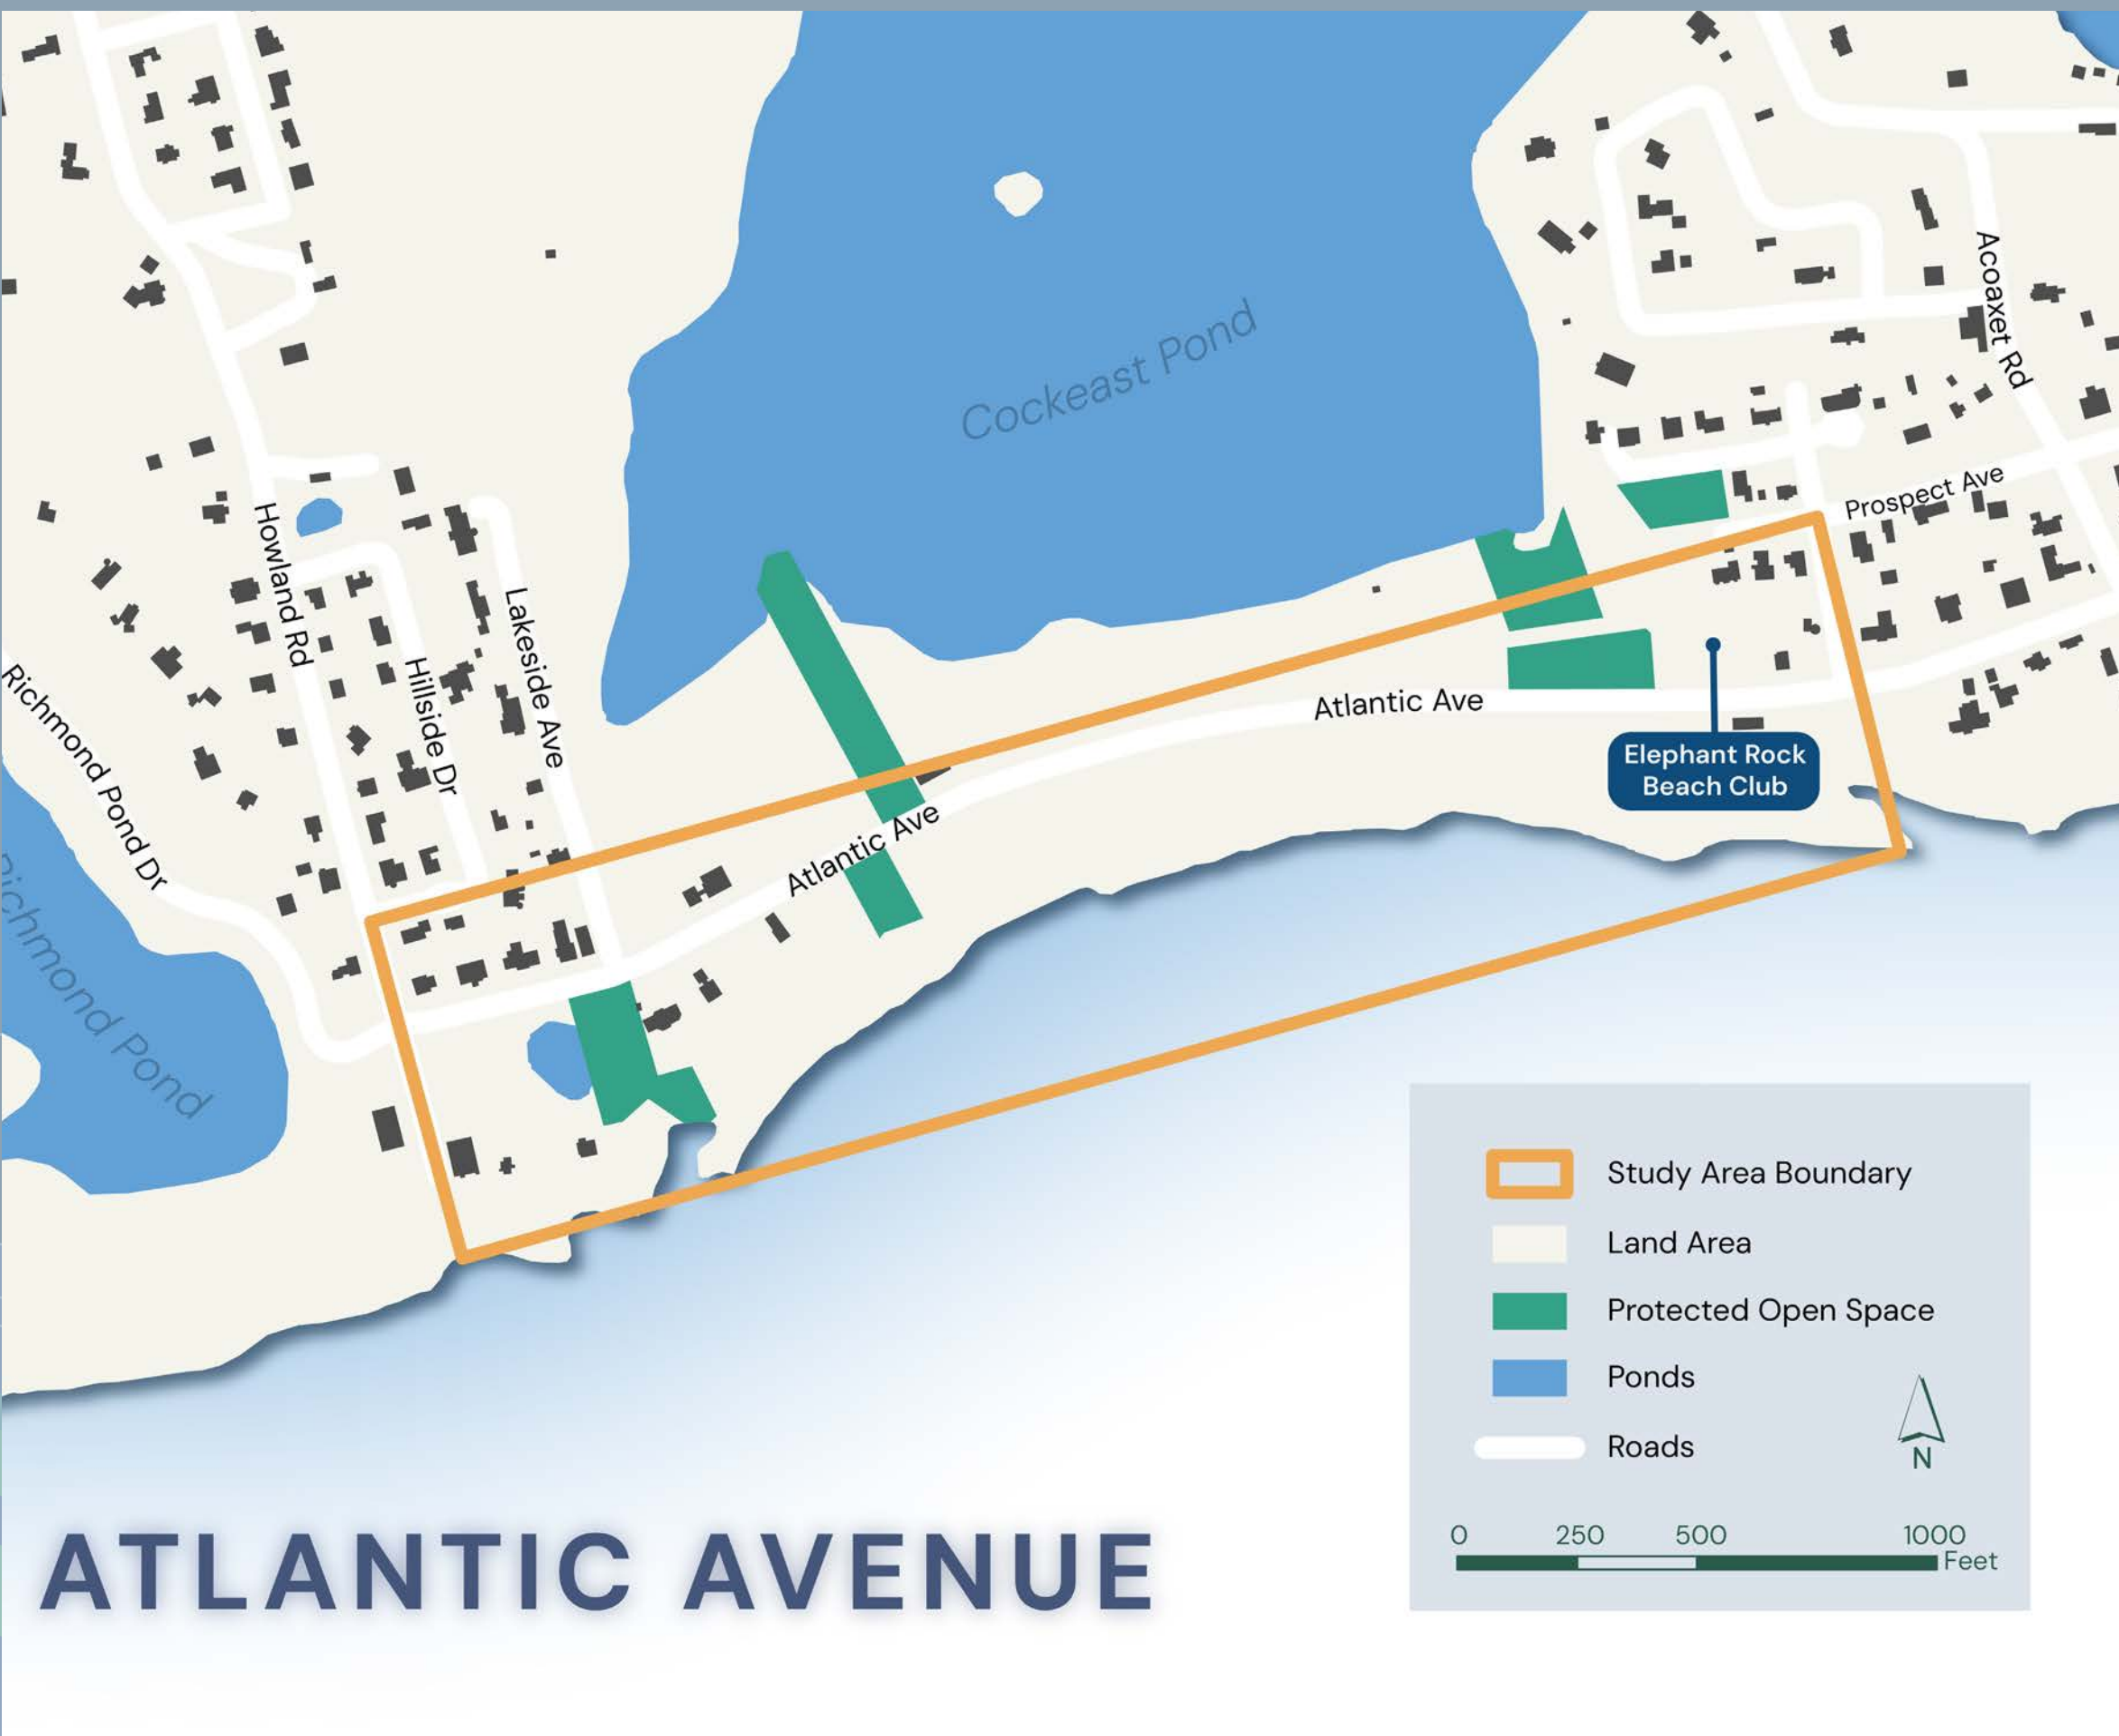 Cockeast Pond
Acoaxet Rd
Prospect Ave
Howland Rd
Lakeside Ave
Hillside Dr
Richmond Pond Dr
Atlantic Ave
Elephant Rock
Beach Club
Atlantic Ave
Richmond Pond
Study Area Boundary
Land Area
Protected Open Space
Ponds
Roads
N
0 250 500 1000
Feet
ATLANTIC AVENUE